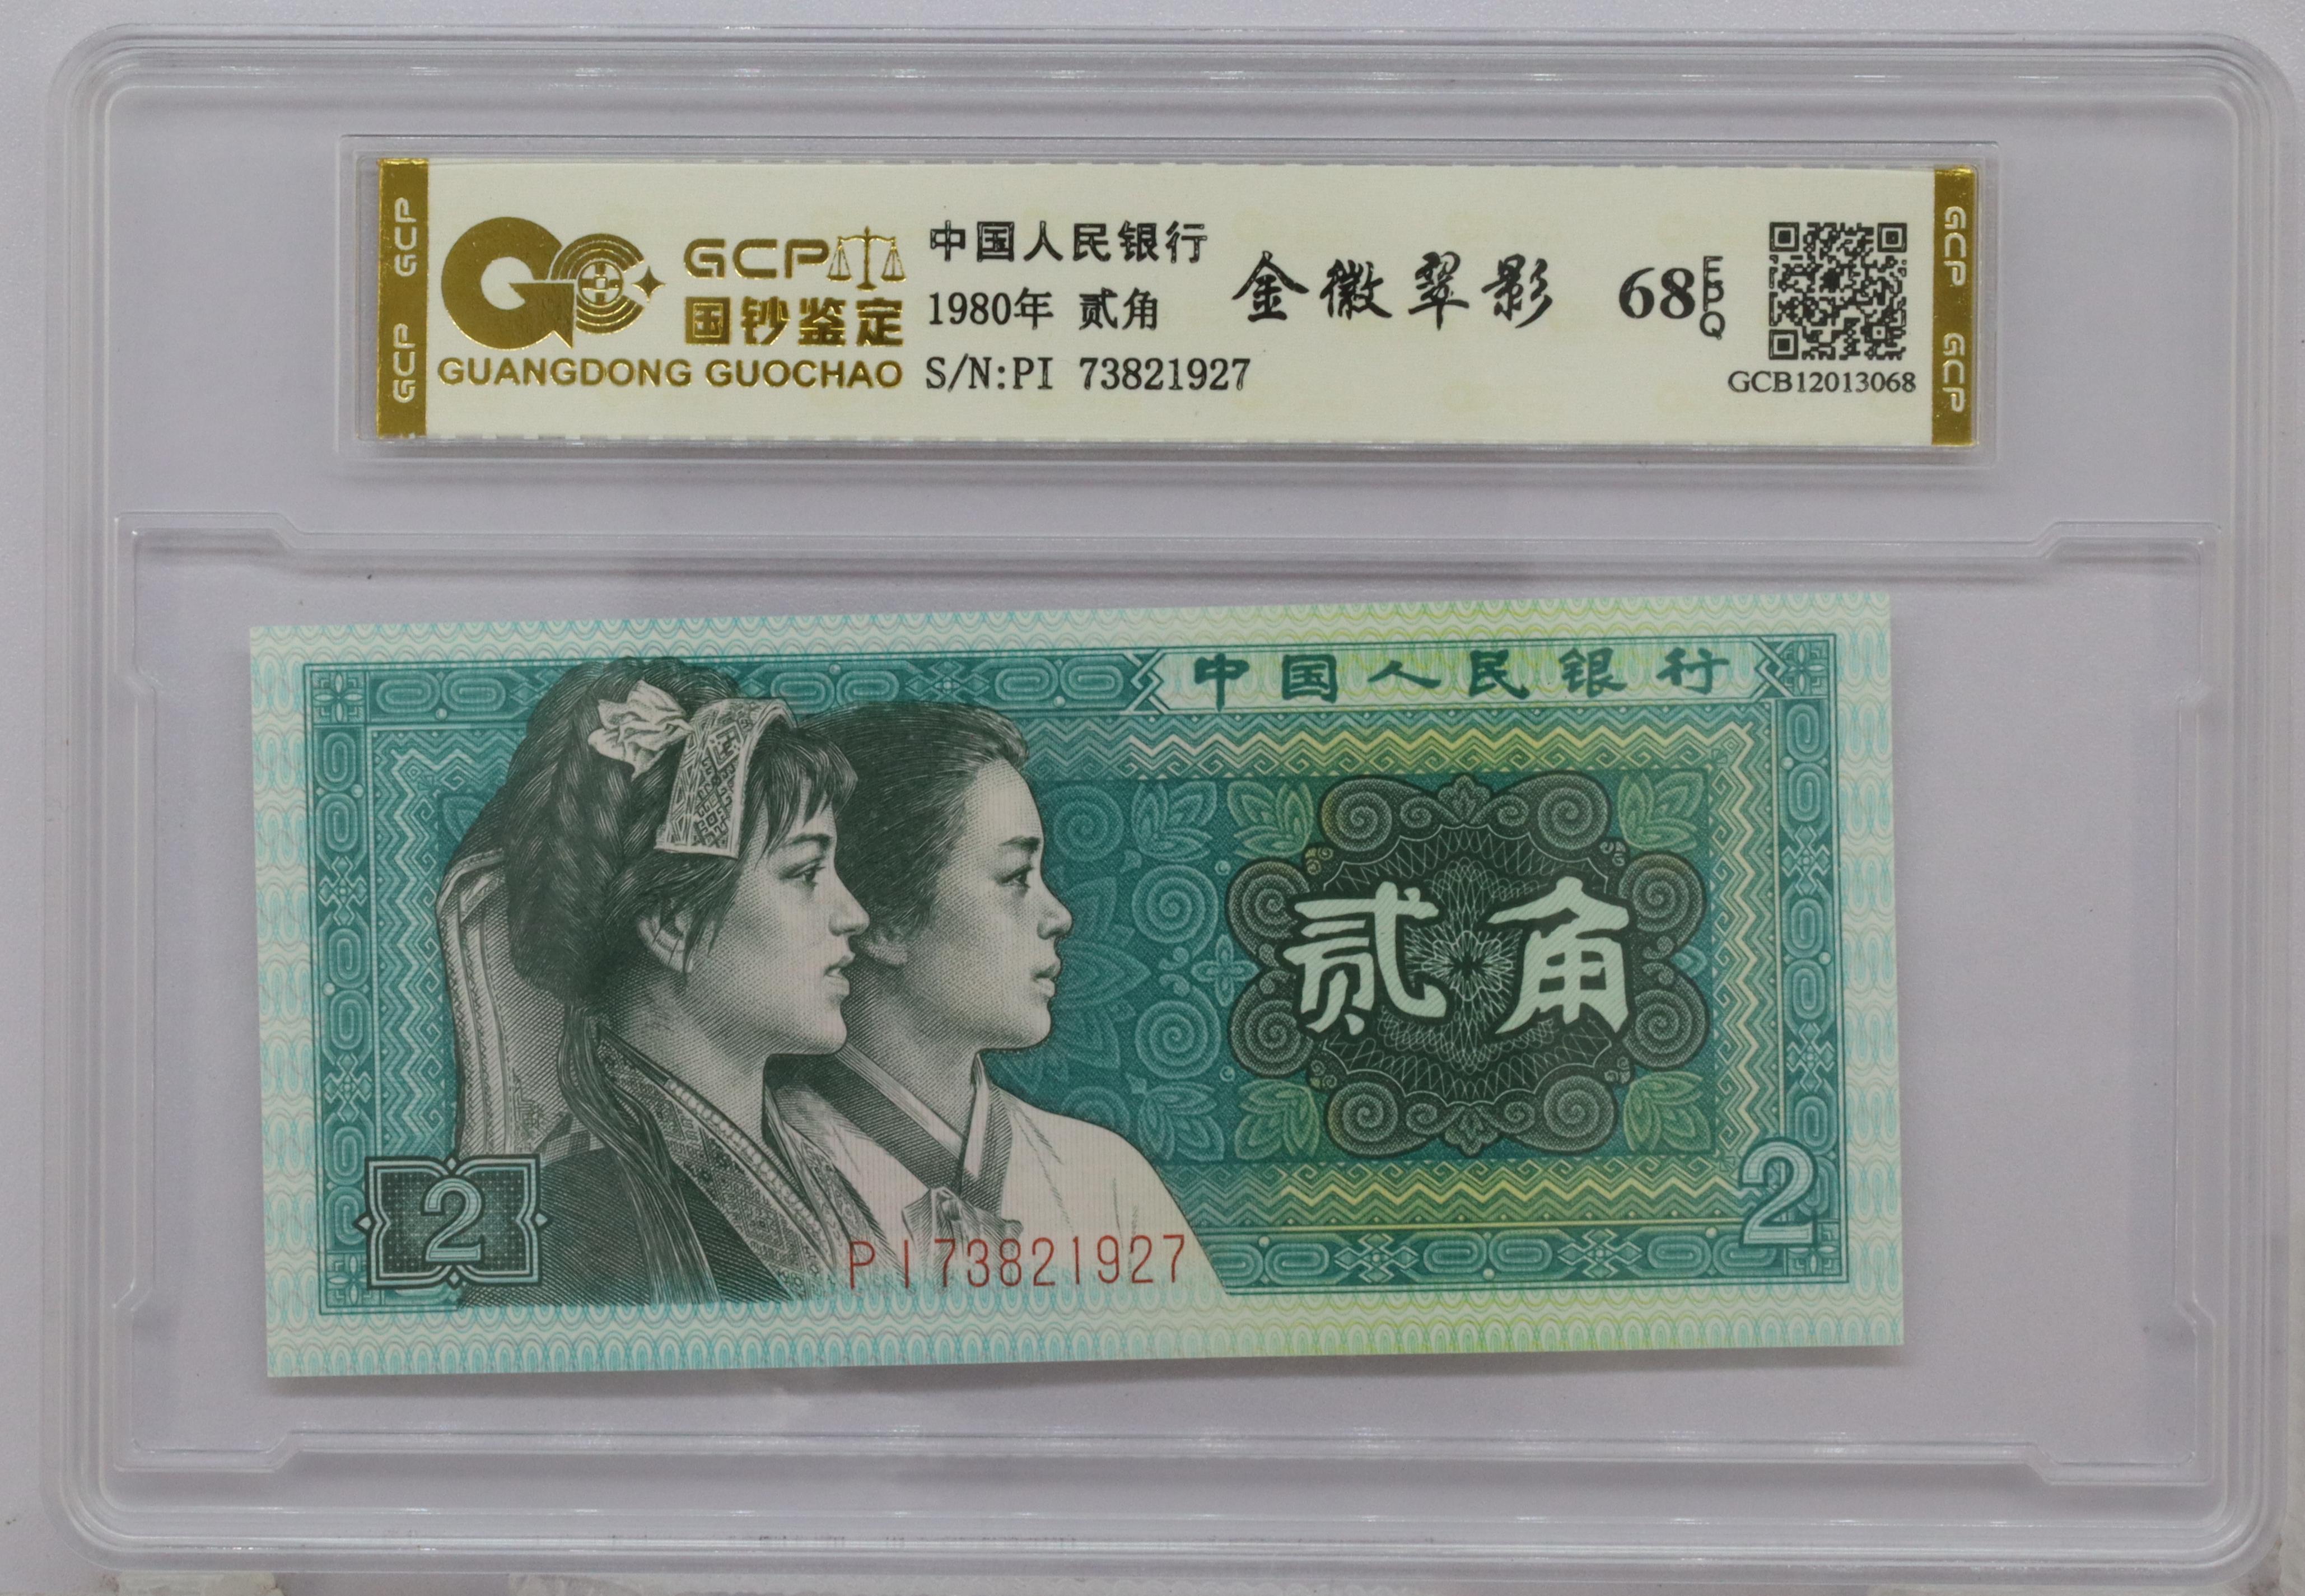 GCP GCP
GCP
国钞鉴定
GUANGDONG GUOCHAO
中国人民银行
1980年 贰角
S/N:PI 73821927
金徽翠影
68 EPQ
GCB12013068
GCP GCP
中国人民银行
贰角
2
2
PI73821927